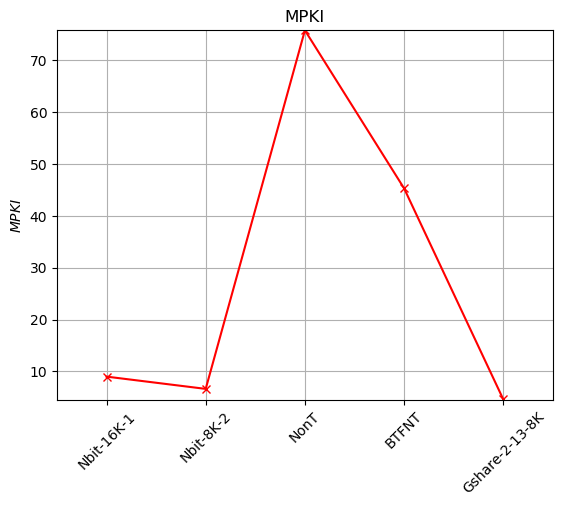 MPKI
70
60
50
40
30
20
10
MPKI
Nbit-16K-1
Nbit-8K-2
NonT
BTFNT
Gshare-2-13-8K